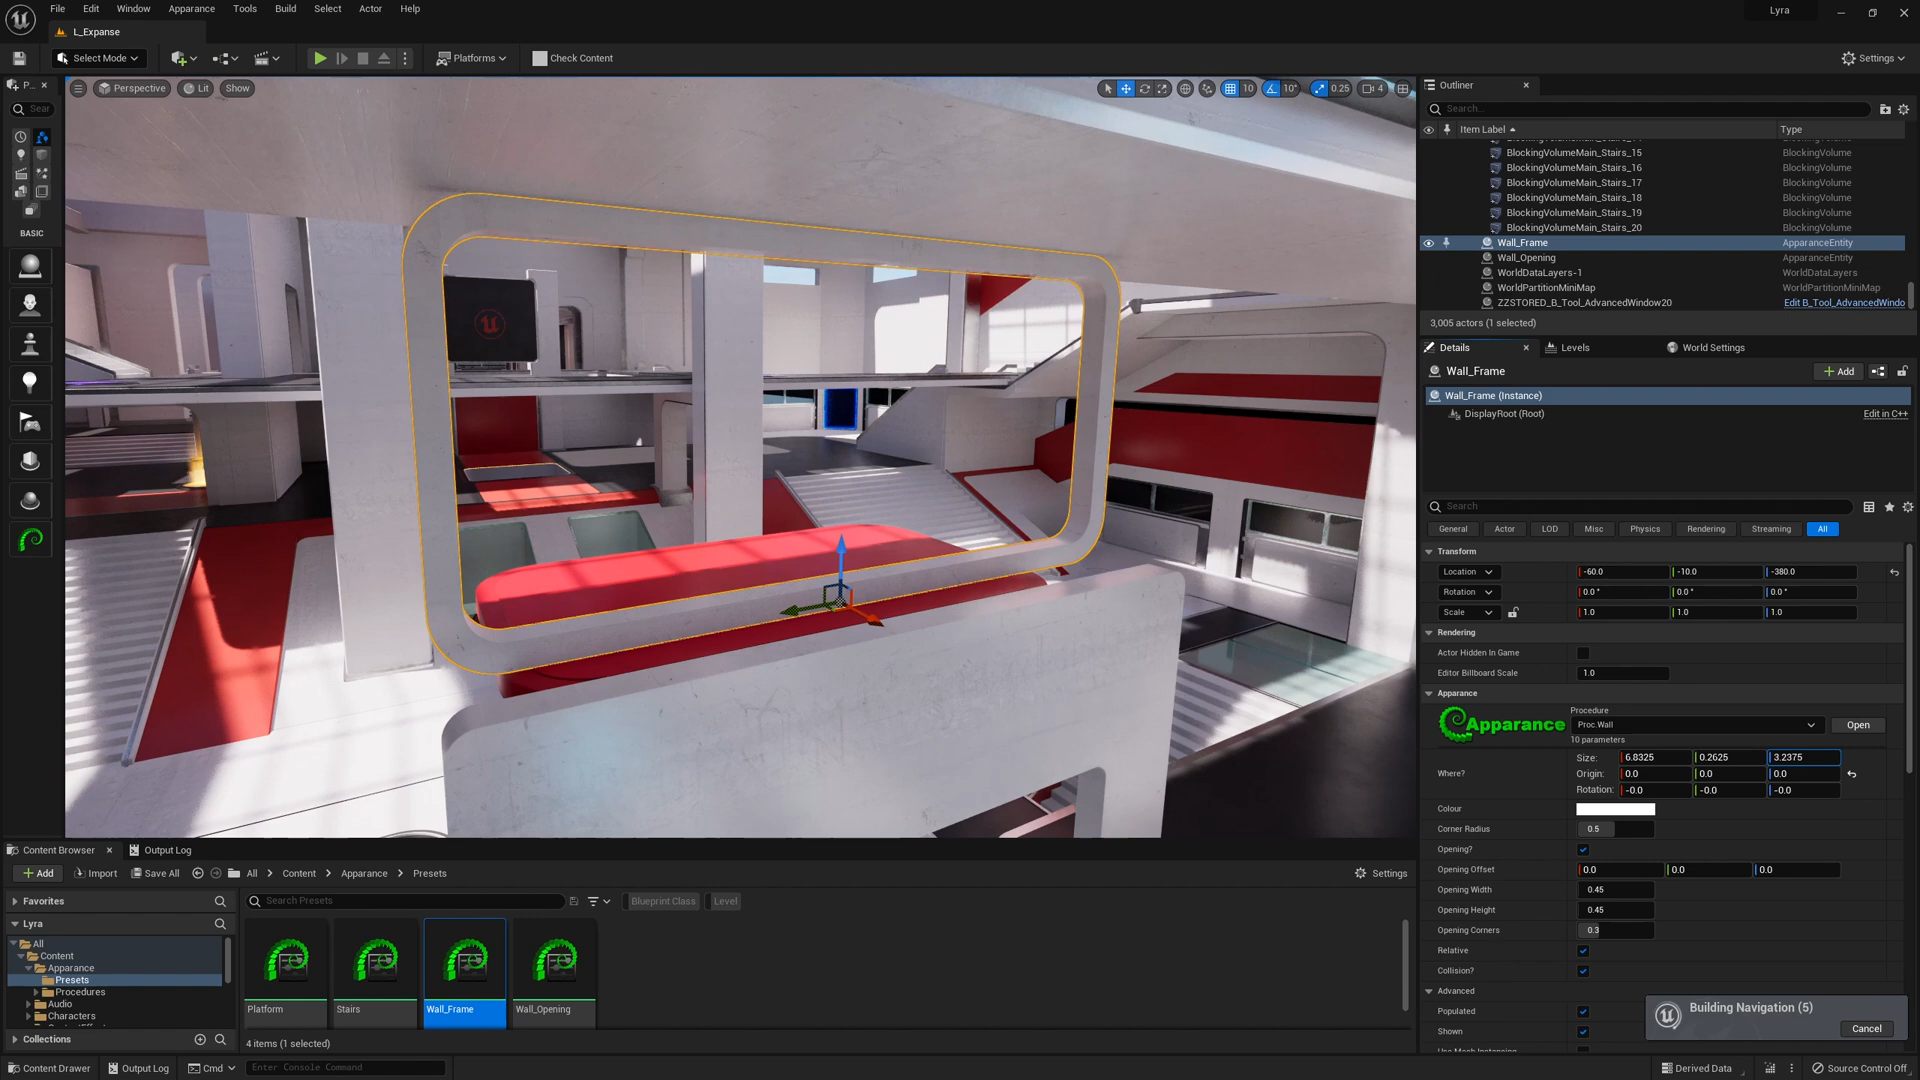 File Edit Window Apparance Tools Build Select Actor Help
Lyra
L_Expanse
Select Mode
Platforms
Check Content
Settings
P...
Sear
BASIC
Perspective
Lit
Show
10
10°
0.25
4
Outliner
Search...
Item Label
Type
BlockingVolumeMain_Stairs_15 BlockingVolume
BlockingVolumeMain_Stairs_16 BlockingVolume
BlockingVolumeMain_Stairs_17 BlockingVolume
BlockingVolumeMain_Stairs_18 BlockingVolume
BlockingVolumeMain_Stairs_19 BlockingVolume
BlockingVolumeMain_Stairs_20 BlockingVolume
Wall_Frame ApparanceEntity
Wall_Opening ApparanceEntity
WorldDataLayers-1 WorldDataLayers
WorldPartitionMiniMap WorldPartitionMiniMap
ZZSTORED_B_Tool_AdvancedWindow20 Edit B_Tool_AdvancedWindo
3,005 actors (1 selected)
Details
Levels
World Settings
Wall_Frame
Add
Wall_Frame (Instance)
DisplayRoot (Root)
Edit in C++
Search
General Actor LOD Misc Physics Rendering Streaming All
Transform
Location -60.0 -10.0 -380.0
Rotation 0.0° 0.0° 0.0°
Scale 1.0 1.0 1.0
Rendering
Actor Hidden In Game
Editor Billboard Scale 1.0
Apparance
Apparance
Procedure
Proc.Wall
Open
10 parameters
Where?
Size: 6.8325 0.2625 3.2375
Origin: 0.0 0.0 0.0
Rotation: -0.0 -0.0 -0.0
Colour
Corner Radius 0.5
Opening?
Opening Offset 0.0 0.0 0.0
Opening Width 0.45
Opening Height 0.45
Opening Corners 0.3
Relative
Collision?
Advanced
Populated
Shown
Building Navigation (5)
Cancel
Content Browser
Output Log
Add
Import
Save All
All
Content
Apparance
Presets
Settings
Favorites
Search Presets
Blueprint Class
Level
Lyra
All
Content
Apparance
Presets
Procedures
Audio
Characters
Collections
Platform
Stairs
Wall_Frame
Wall_Opening
4 items (1 selected)
Content Drawer
Output Log
Cmd
Enter Console Command
Derived Data
Source Control Off